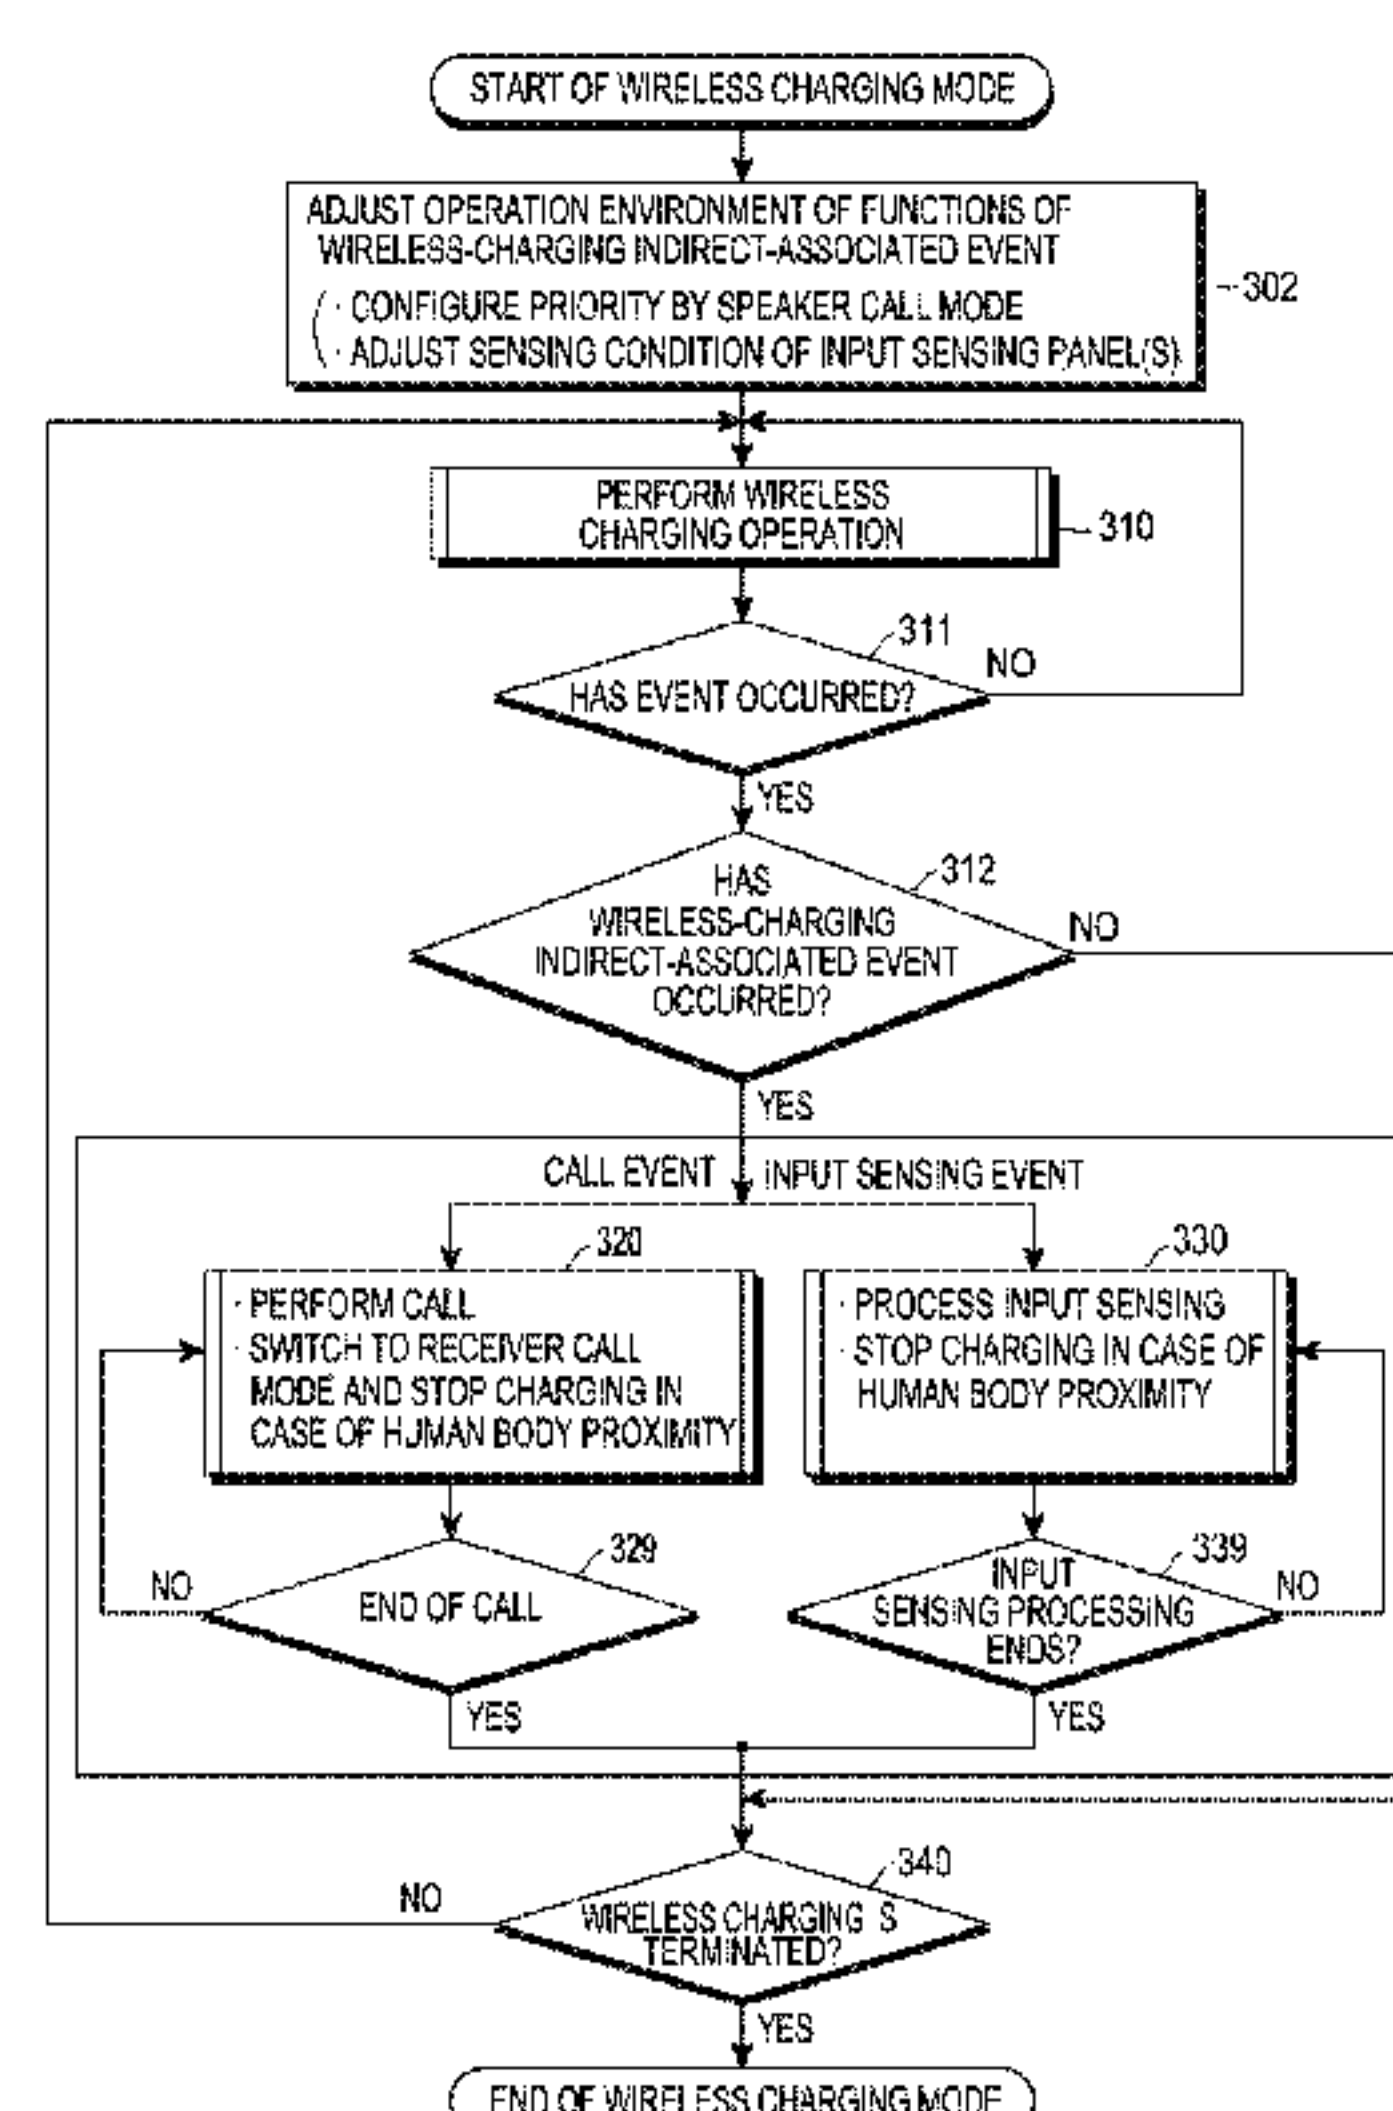 START OF WIRELESS CHARGING MODE
ADJUST OPERATION ENVIRONMENT OF FUNCTIONS OF
WIRELESS-CHARGING INDIRECT-ASSOCIATED EVENT
( · CONFIGURE PRIORITY BY SPEAKER CALL MODE
· ADJUST SENSING CONDITION OF INPUT SENSING PANEL(S)
302
PERFORM WIRELESS
CHARGING OPERATION
310
311
HAS EVENT OCCURRED?
NO
YES
312
HAS
WIRELESS-CHARGING
INDIRECT-ASSOCIATED EVENT
OCCURRED?
NO
YES
CALL EVENT
INPUT SENSING EVENT
320
· PERFORM CALL
· SWITCH TO RECEIVER CALL
MODE AND STOP CHARGING IN
CASE OF HUMAN BODY PROXIMITY
330
· PROCESS INPUT SENSING
· STOP CHARGING IN CASE OF
HUMAN BODY PROXIMITY
329
END OF CALL
NO
YES
339
INPUT
SENSING PROCESSING
ENDS?
NO
YES
340
WIRELESS CHARGING S
TERMINATED?
NO
YES
END OF WIRELESS CHARGING MODE